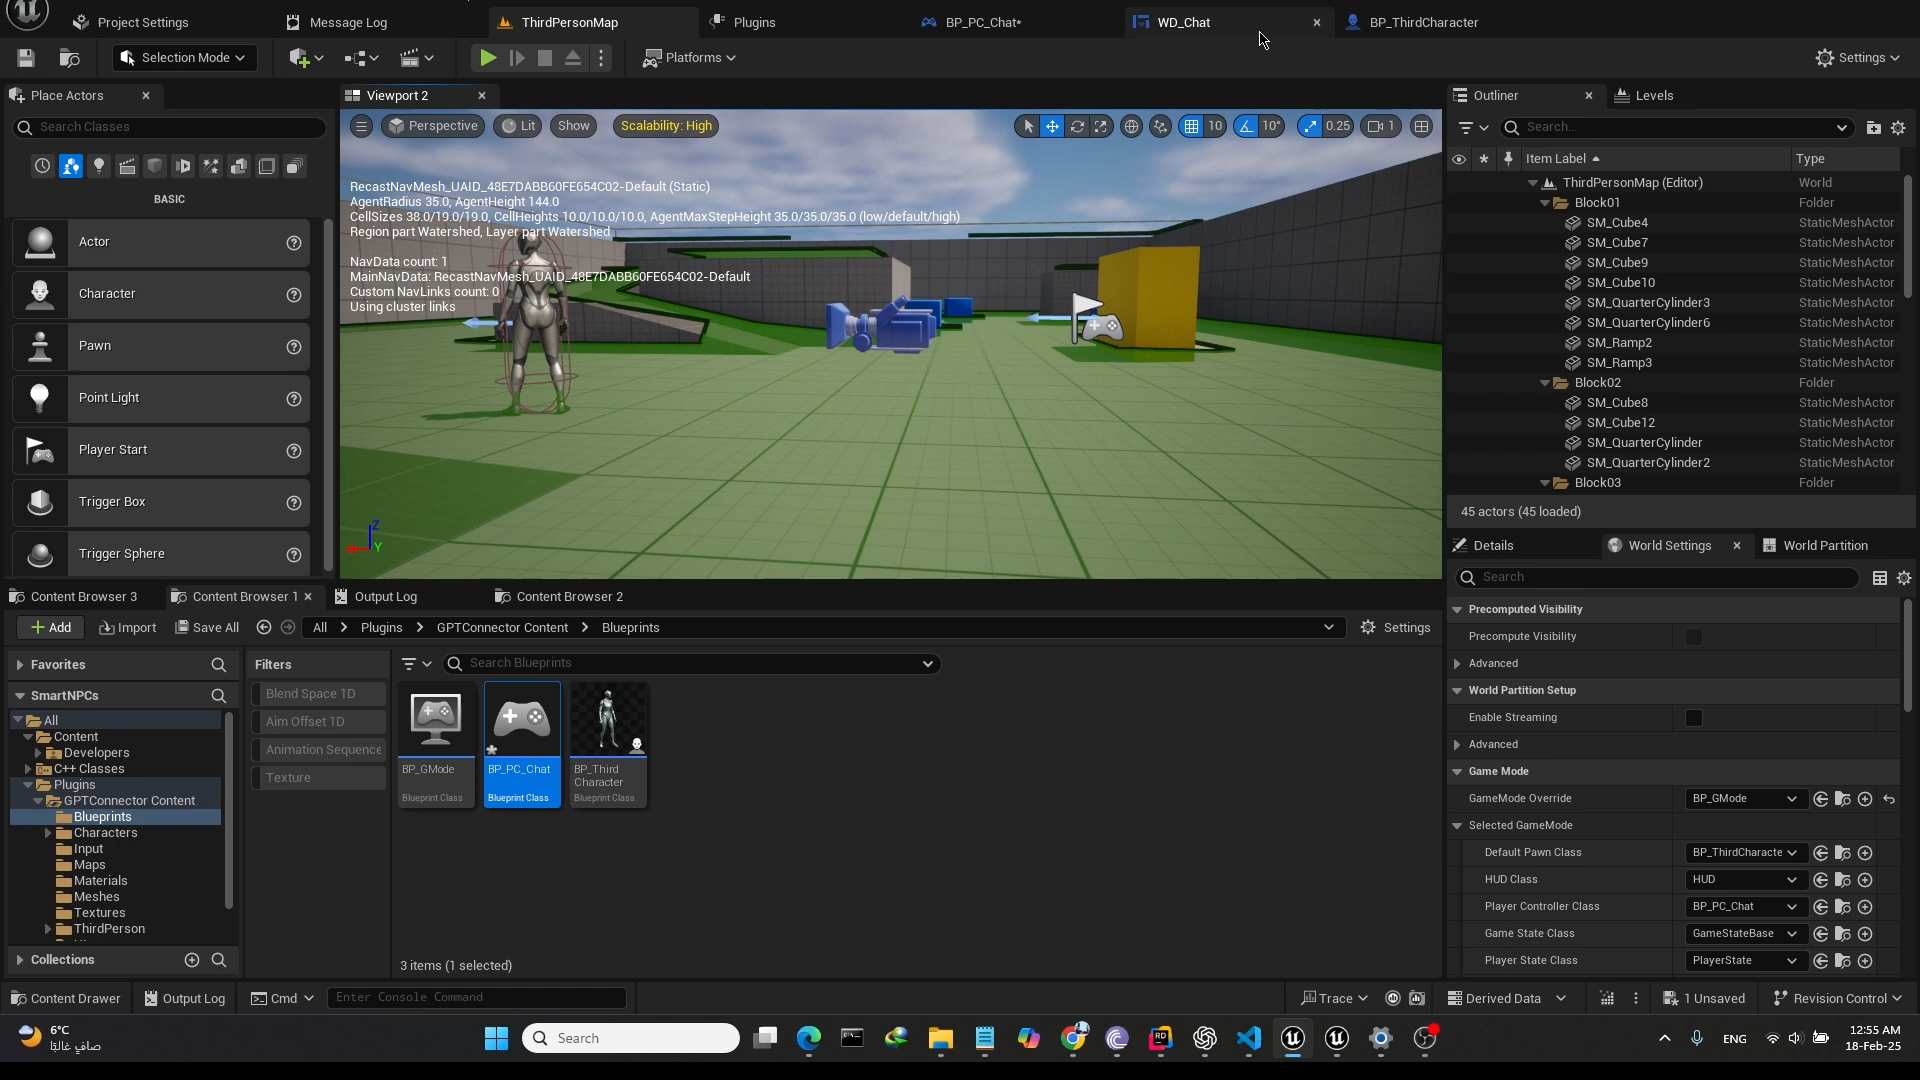 Project Settings
Message Log
ThirdPersonMap
Plugins
BP_PC_Chat*
WD_Chat
BP_ThirdCharacter
Selection Mode
Platforms
Settings
Place Actors
Search Classes
BASIC
Actor
Character
Pawn
Point Light
Player Start
Trigger Box
Trigger Sphere
Viewport 2
Perspective
Lit
Show
Scalability: High
10
10°
0.25
1
RecastNavMesh_UAID_48E7DABB60FE654C02-Default (Static)
AgentRadius 35.0, AgentHeight 144.0
CellSizes 38.0/19.0/19.0, CellHeights 10.0/10.0/10.0, AgentMaxStepHeight 35.0/35.0/35.0 (low/default/high)
Region part Watershed, Layer part Watershed
NavData count: 1
MainNavData: RecastNavMesh_UAID_48E7DABB60FE654C02-Default
Custom NavLinks count: 0
Using cluster links
Z
Y
Outliner
Levels
Search...
Item Label
Type
ThirdPersonMap (Editor) World
Block01 Folder
SM_Cube4 StaticMeshActor
SM_Cube7 StaticMeshActor
SM_Cube9 StaticMeshActor
SM_Cube10 StaticMeshActor
SM_QuarterCylinder3 StaticMeshActor
SM_QuarterCylinder6 StaticMeshActor
SM_Ramp2 StaticMeshActor
SM_Ramp3 StaticMeshActor
Block02 Folder
SM_Cube8 StaticMeshActor
SM_Cube12 StaticMeshActor
SM_QuarterCylinder StaticMeshActor
SM_QuarterCylinder2 StaticMeshActor
Block03 Folder
45 actors (45 loaded)
Details
World Settings
World Partition
Search
Precomputed Visibility
Precompute Visibility
Advanced
World Partition Setup
Enable Streaming
Advanced
Game Mode
GameMode Override BP_GMode
Selected GameMode
Default Pawn Class BP_ThirdCharacte
HUD Class HUD
Player Controller Class BP_PC_Chat
Game State Class GameStateBase
Player State Class PlayerState
Content Browser 3
Content Browser 1
Output Log
Content Browser 2
Add
Import
Save All
All
Plugins
GPTConnector Content
Blueprints
Settings
Favorites
SmartNPCs
All
Content
Developers
C++ Classes
Plugins
GPTConnector Content
Blueprints
Characters
Input
Maps
Materials
Meshes
Textures
ThirdPerson
Collections
Filters
Blend Space 1D
Aim Offset 1D
Animation Sequence
Texture
Search Blueprints
BP_GMode
Blueprint Class
BP_PC_Chat
Blueprint Class
BP_Third
Character
Blueprint Class
3 items (1 selected)
Content Drawer
Output Log
Cmd
Enter Console Command
Trace
Derived Data
1 Unsaved
Revision Control
6°C
صافي غالبًا
Search
RD
ENG
12:55 AM
18-Feb-25